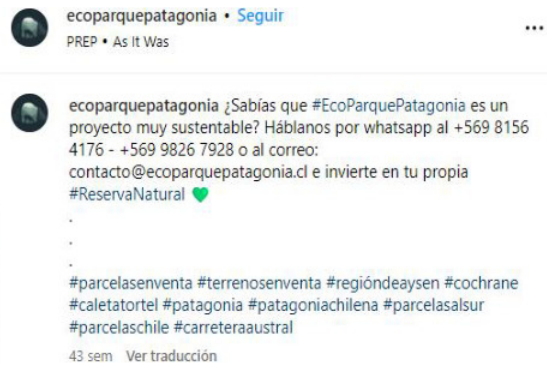 ecoparquepatagonia • Seguir
PREP • As It Was
ecoparquepatagonia ¿Sabías que #EcoParquePatagonia es un
proyecto muy sustentable? Háblanos por whatsapp al +569 8156
4176 - +569 9826 7928 o al correo:
contacto@ecoparquepatagonia.cl e invierte en tu propia
#ReservaNatural 💚
.
.
.
#parcelasenventa #terrenosenventa #regióndeaysen #cochrane
#caletatortel #patagonia #patagoniachilena #parcelasalsur
#parcelaschile #carreteraaustral
43 sem Ver traducción